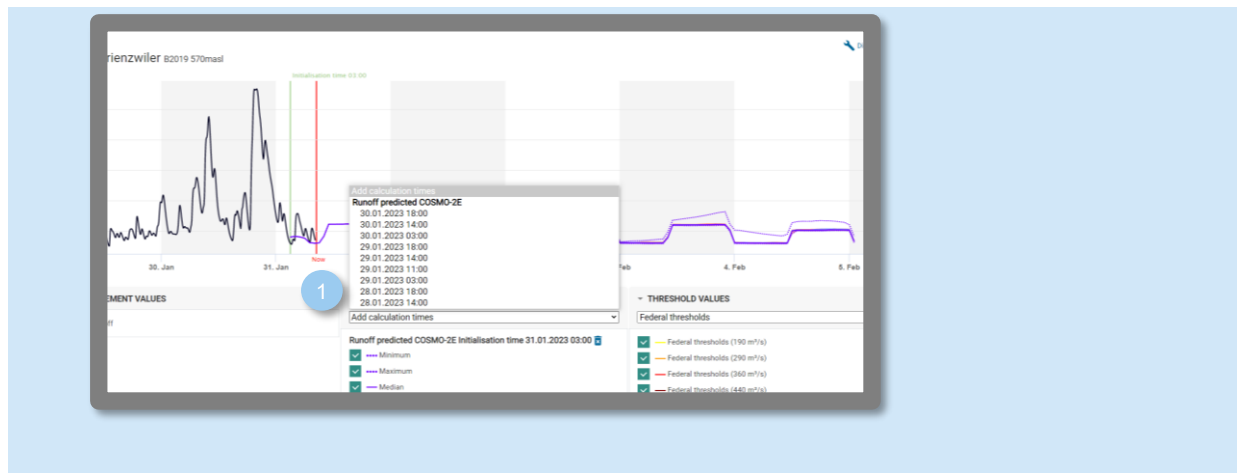 rienzwiler B2019 570masl
Initialisation time 03:00
Add calculation times
Runoff predicted COSMO-2E
30.01.2023 18:00
30.01.2023 14:00
30.01.2023 03:00
29.01.2023 18:00
29.01.2023 14:00
29.01.2023 11:00
29.01.2023 03:00
28.01.2023 18:00
28.01.2023 14:00
Now
30. Jan
31. Jan
Feb
4. Feb
5. Feb
1
EMENT VALUES
THRESHOLD VALUES
Add calculation times
Federal thresholds
Runoff predicted COSMO-2E Initialisation time 31.01.2023 03:00
Minimum
Maximum
Median
Federal thresholds (190 m³/s)
Federal thresholds (290 m³/s)
Federal thresholds (360 m³/s)
Federal thresholds (440 m³/s)